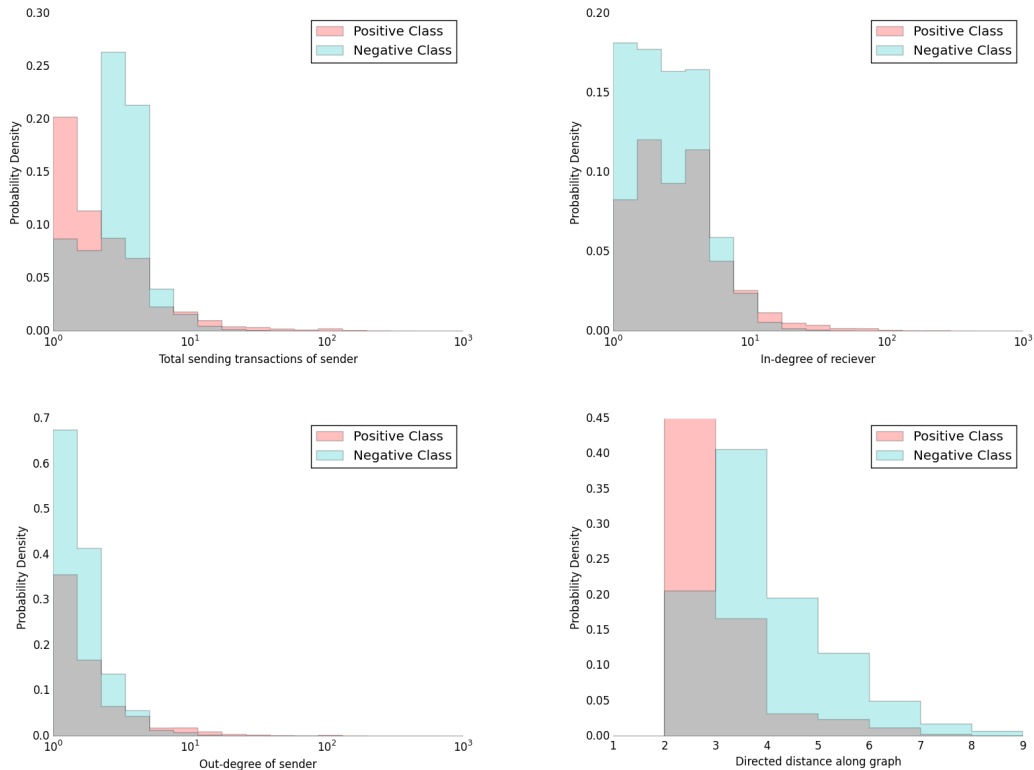 0.30
0.25
0.20
0.15
0.10
0.05
0.00
Probability Density
Positive Class
Negative Class
10^0
10^1
10^2
10^3
Total sending transactions of sender
0.20
0.15
0.10
0.05
0.00
Probability Density
Positive Class
Negative Class
10^0
10^1
10^2
10^3
In-degree of reciever
0.7
0.6
0.5
0.4
0.3
0.2
0.1
0.0
Probability Density
Positive Class
Negative Class
10^0
10^1
10^2
10^3
Out-degree of sender
0.45
0.40
0.35
0.30
0.25
0.20
0.15
0.10
0.05
0.00
Probability Density
Positive Class
Negative Class
1 2 3 4 5 6 7 8 9
Directed distance along graph